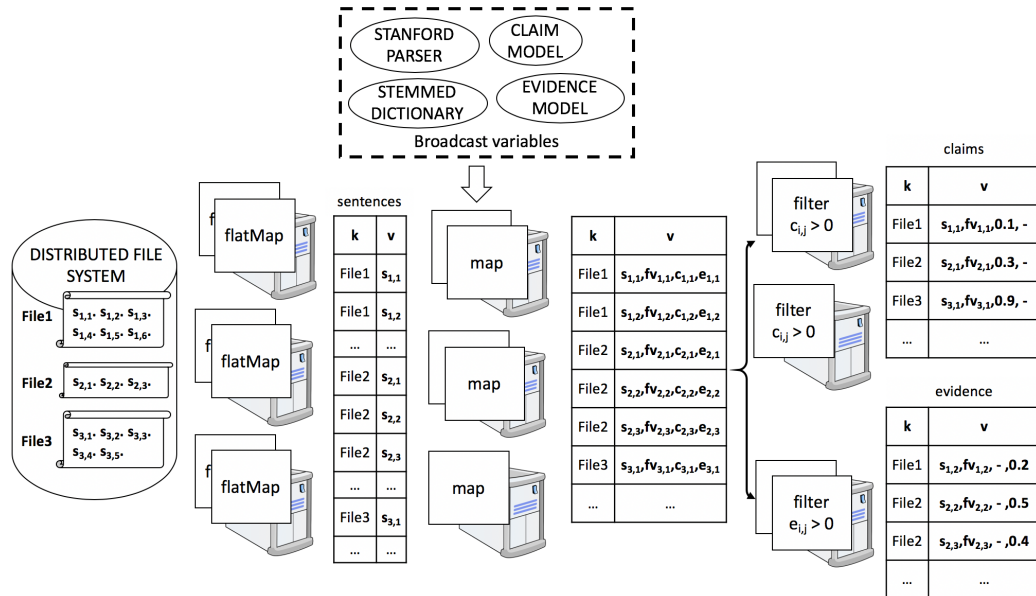 STANFORD
PARSER
CLAIM
MODEL
STEMMED
DICTIONARY
EVIDENCE
MODEL
Broadcast variables
DISTRIBUTED FILE
SYSTEM
File1
s1,1. s1,2. s1,3.
s1,4. s1,5. s1,6.
File2
s2,1. s2,2. s2,3.
File3
s3,1. s3,2. s3,3.
s3,4. s3,5.
f
flatMap
f
flatMap
f
flatMap
sentences
k v
File1 s1,1
File1 s1,2
... ...
File2 s2,1
File2 s2,2
File2 s2,3
... ...
File3 s3,1
... ...
map
map
map
k v
File1 s1,1,fv1,1,c1,1,e1,1
File1 s1,2,fv1,2,c1,2,e1,2
File2 s2,1,fv2,1,c2,1,e2,1
File2 s2,2,fv2,2,c2,2,e2,2
File2 s2,3,fv2,3,c2,3,e2,3
File3 s3,1,fv3,1,c3,1,e3,1
... ...
filter
ci,j > 0
filter
ci,j > 0
filter
ei,j > 0
claims
k v
File1 s1,1,fv1,1,0.1, -
File2 s2,1,fv2,1,0.3, -
File3 s3,1,fv3,1,0.9, -
... ...
evidence
k v
File1 s1,2,fv1,2, - ,0.2
File2 s2,2,fv2,2, - ,0.5
File2 s2,3,fv2,3, - ,0.4
... ...